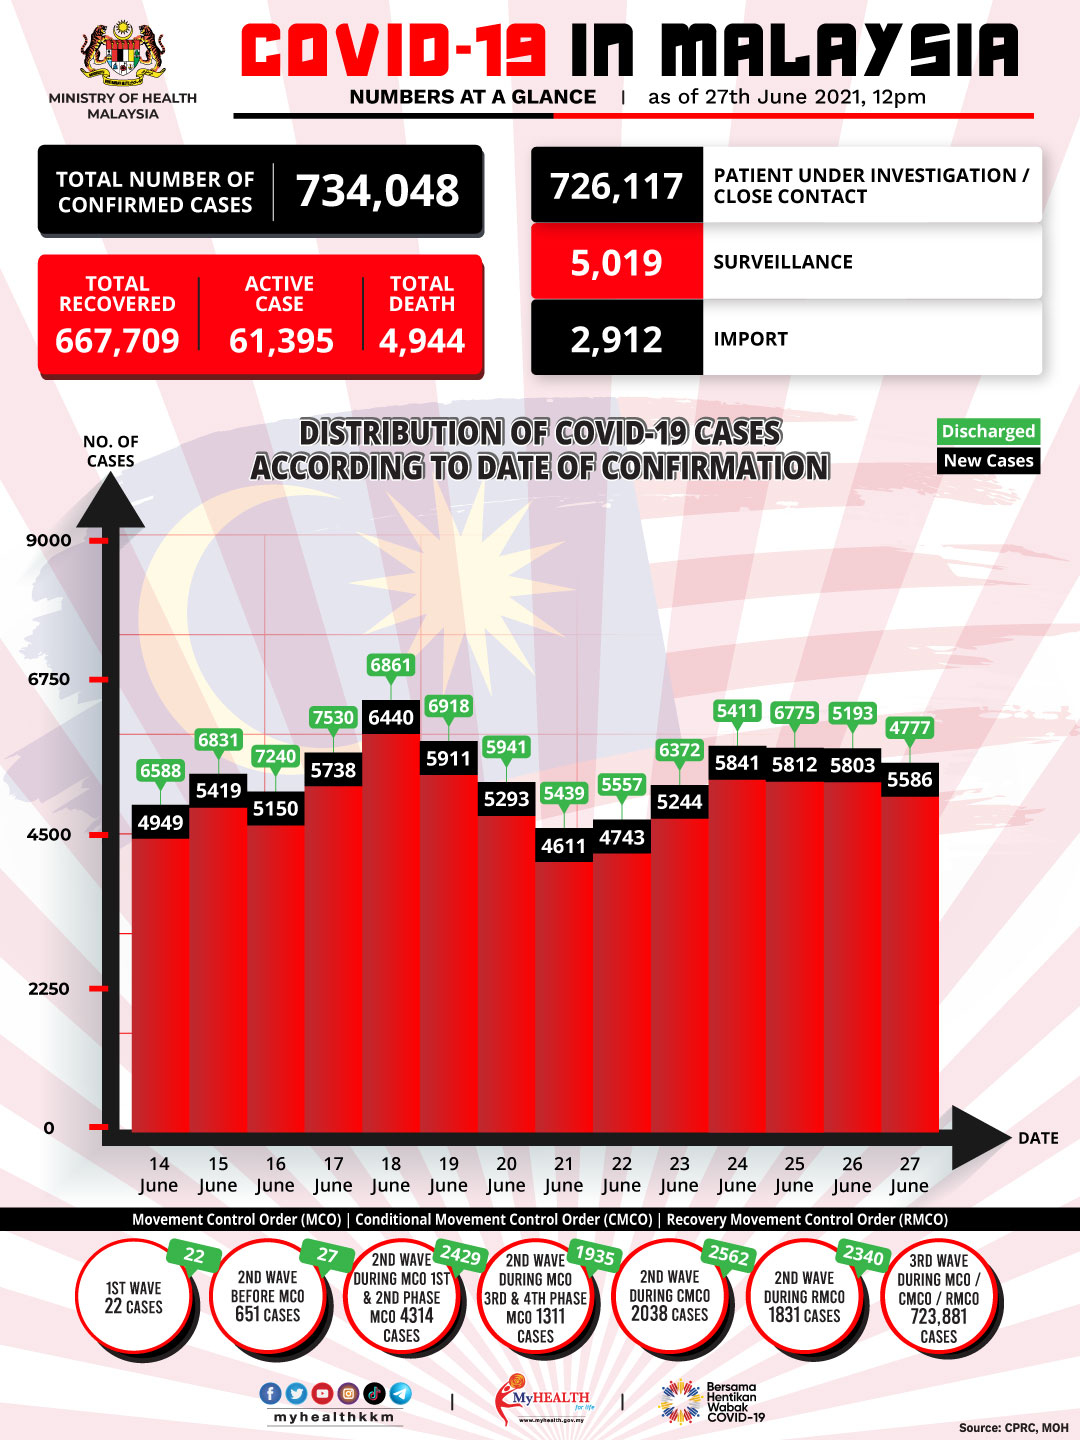 MINISTRY OF HEALTH
MALAYSIA
COVID-19 IN MALAYSIA
NUMBERS AT A GLANCE | as of 27th June 2021, 12pm
TOTAL NUMBER OF
CONFIRMED CASES
734,048
TOTAL
RECOVERED
667,709
ACTIVE
CASE
61,395
TOTAL
DEATH
4,944
726,117
PATIENT UNDER INVESTIGATION /
CLOSE CONTACT
5,019
SURVEILLANCE
2,912
IMPORT
DISTRIBUTION OF COVID-19 CASES
ACCORDING TO DATE OF CONFIRMATION
Discharged
New Cases
NO. OF
CASES
9000
6750
4500
2250
0
6588
4949
6831
5419
7240
5150
7530
5738
6861
6440
6918
5911
5941
5293
5439
4611
5557
4743
6372
5244
5411
5841
6775
5812
5193
5803
4777
5586
DATE
14
June
15
June
16
June
17
June
18
June
19
June
20
June
21
June
22
June
23
June
24
June
25
June
26
June
27
June
Movement Control Order (MCO) | Conditional Movement Control Order (CMCO) | Recovery Movement Control Order (RMCO)
22
1ST WAVE
22 CASES
27
2ND WAVE
BEFORE MCO
651 CASES
2429
2ND WAVE
DURING MCO 1ST
& 2ND PHASE
MCO 4314
CASES
1935
2ND WAVE
DURING MCO
3RD & 4TH PHASE
MCO 1311
CASES
2562
2ND WAVE
DURING CMCO
2038 CASES
2340
2ND WAVE
DURING RMCO
1831 CASES
3RD WAVE
DURING MCO /
CMCO / RMCO
723,881
CASES
myhealthkkm
MyHEALTH
for life
www.myhealth.gov.my
Bersama
Hentikan
Wabak
COVID-19
Source: CPRC, MOH